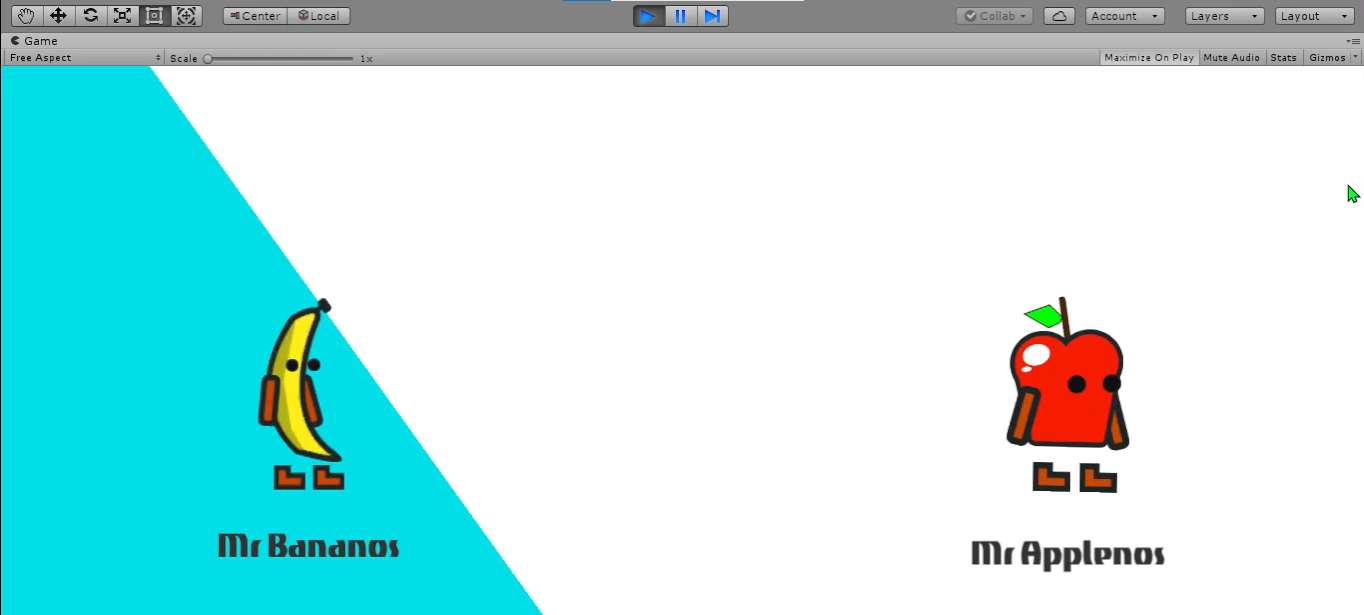 Center Local Collab Account Layers Layout
Game
Free Aspect Scale 1x Maximize On Play Mute Audio Stats Gizmos
Mr Bananos
Mr Applenos